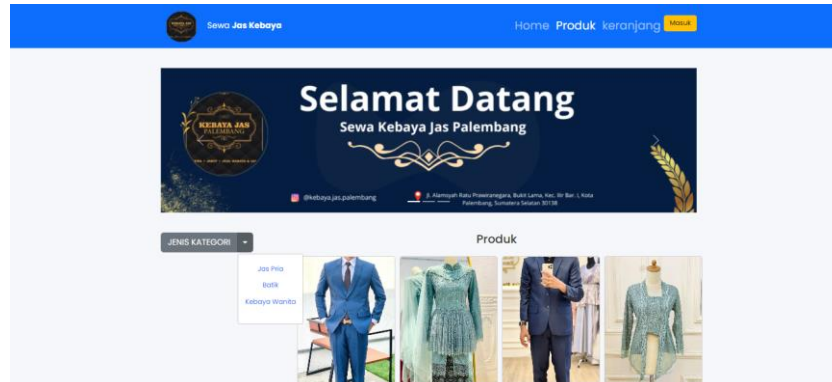 Sewa Jas Kebaya
Home Produk keranjang Masuk
Selamat Datang
Sewa Kebaya Jas Palembang
KEBAYA JAS
PALEMBANG
@kebaya.jas.palembang
Jl. Alamsyah Ratu Prawiranegara, Bukit Lama, Kec. Ilir Bar. I, Kota
Palembang, Sumatera Selatan 30138
JENIS KATEGORI
Produk
Jas Pria
Batik
Kebaya Wanita